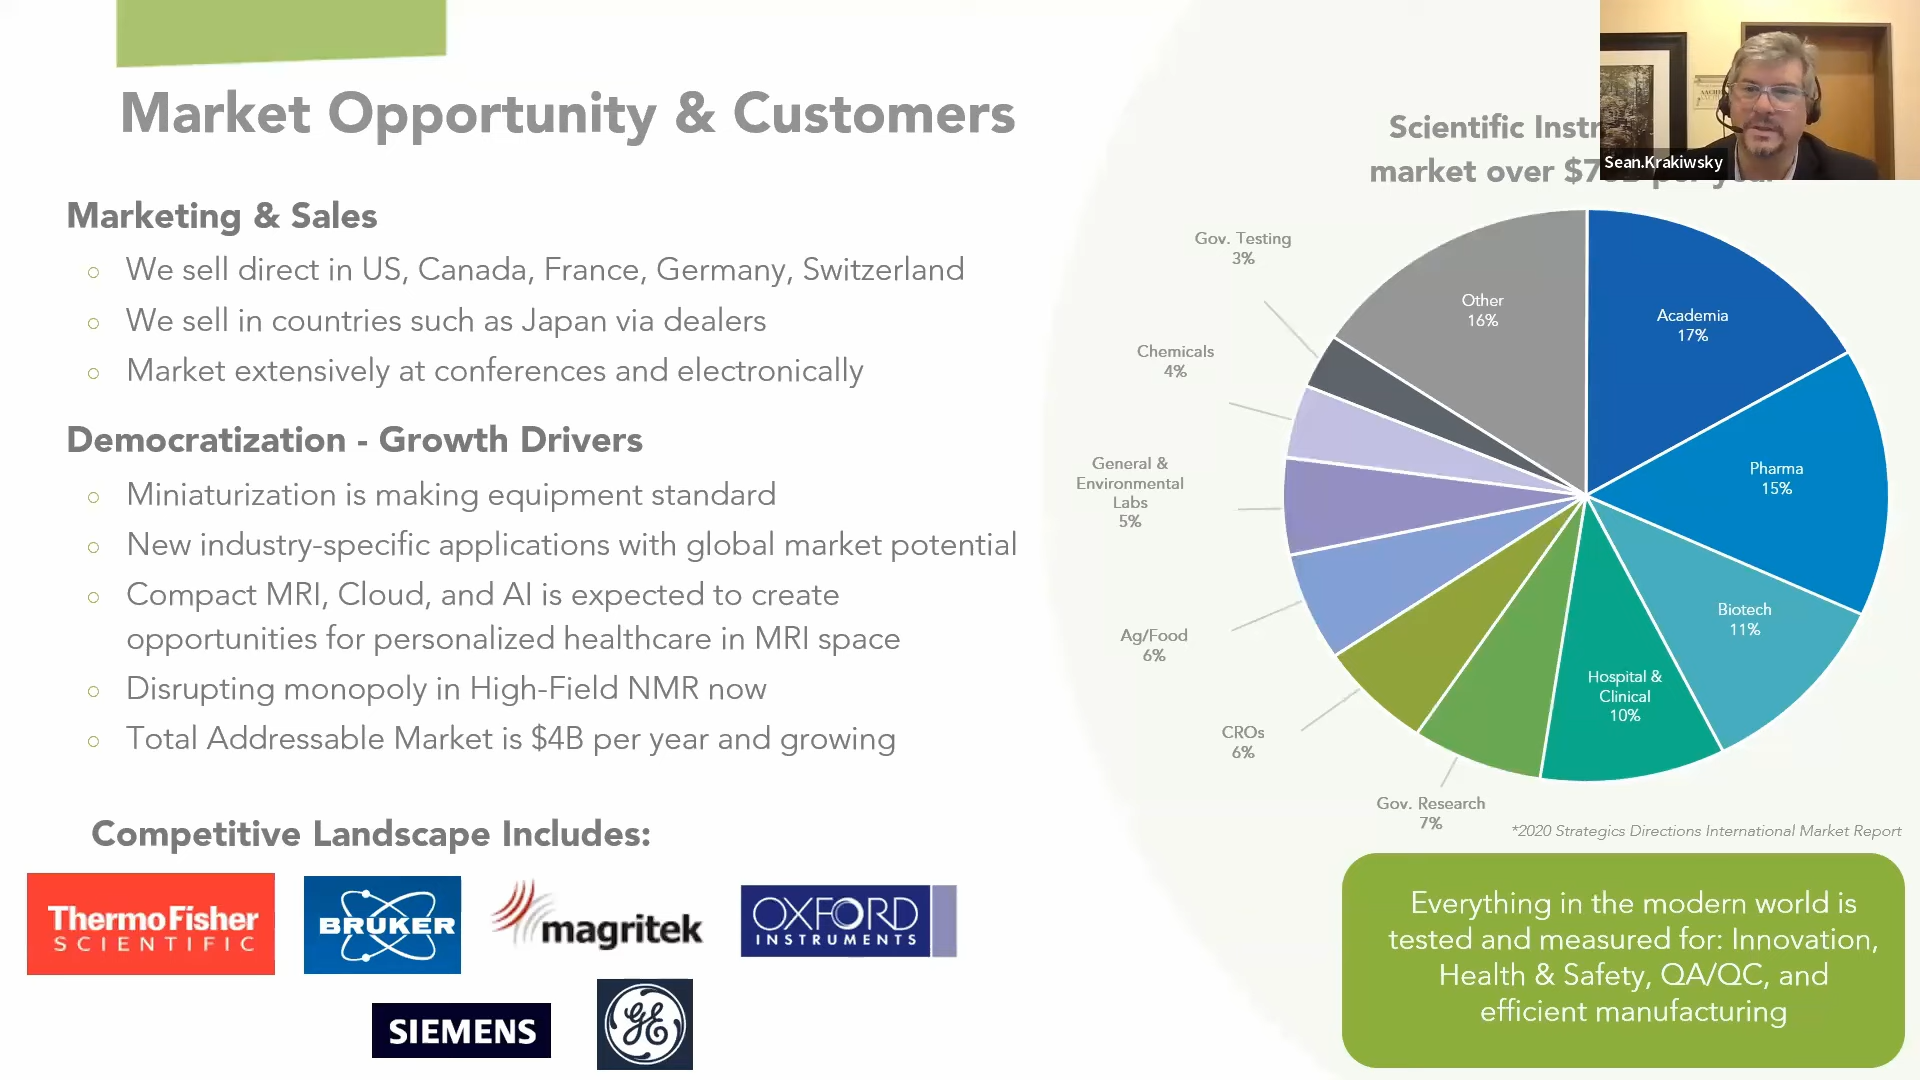 Market Opportunity & Customers
Marketing & Sales
○ We sell direct in US, Canada, France, Germany, Switzerland
○ We sell in countries such as Japan via dealers
○ Market extensively at conferences and electronically
Democratization - Growth Drivers
○ Miniaturization is making equipment standard
○ New industry-specific applications with global market potential
○ Compact MRI, Cloud, and AI is expected to create
opportunities for personalized healthcare in MRI space
○ Disrupting monopoly in High-Field NMR now
○ Total Addressable Market is $4B per year and growing
Competitive Landscape Includes:
ThermoFisher
SCIENTIFIC
BRUKER
magritek
OXFORD
INSTRUMENTS
SIEMENS
GE
Scientific
market over
Sean.Krakiwsky
Gov. Testing
3%
Other
16%
Academia
17%
Chemicals
4%
Pharma
15%
General &
Environmental
Labs
5%
Biotech
11%
Ag/Food
6%
Hospital &
Clinical
10%
CROs
6%
Gov. Research
7%
*2020 Strategics Directions International Market Report
Everything in the modern world is
tested and measured for: Innovation,
Health & Safety, QA/QC, and
efficient manufacturing